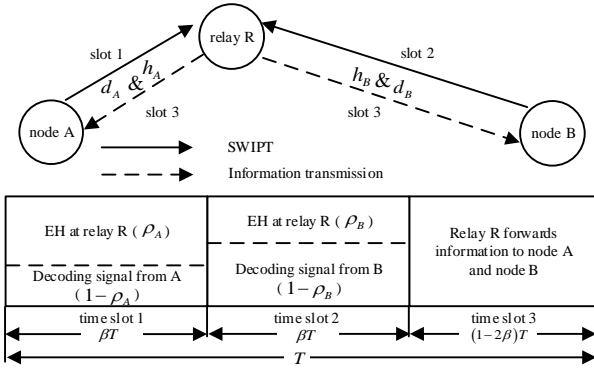 relay R
slot 1
slot 2
d_A & h_A
h_B & d_B
slot 3
slot 3
node A
node B
SWIPT
Information transmission
EH at relay R ( ρ_A )
Decoding signal from A
( 1 − ρ_A )
EH at relay R ( ρ_B )
Decoding signal from B
( 1 − ρ_B )
Relay R forwards
information to node A
and node B
time slot 1
βT
time slot 2
βT
time slot 3
(1−2β)T
T